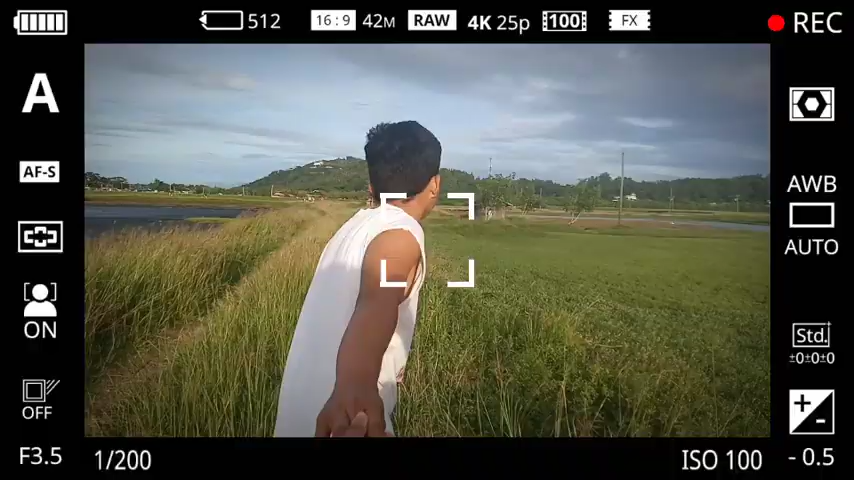 512 16:9 42M RAW 4K 25p 100 FX REC
A
AF-S
AWB
AUTO
ON
Std.
±0±0±0
OFF
F3.5 1/200 ISO 100 - 0.5